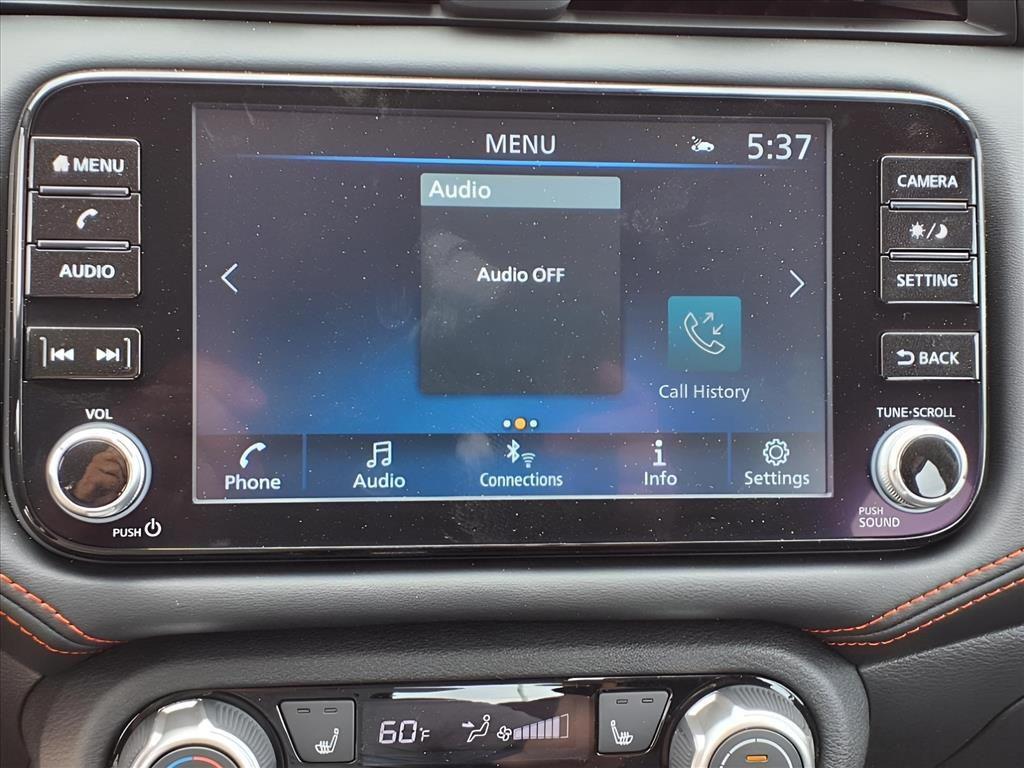 MENU 5:37
MENU
AUDIO
VOL
PUSH
Audio
Audio OFF
Call History
Phone Audio Connections Info Settings
CAMERA
SETTING
BACK
TUNE·SCROLL
PUSH
SOUND
60°F